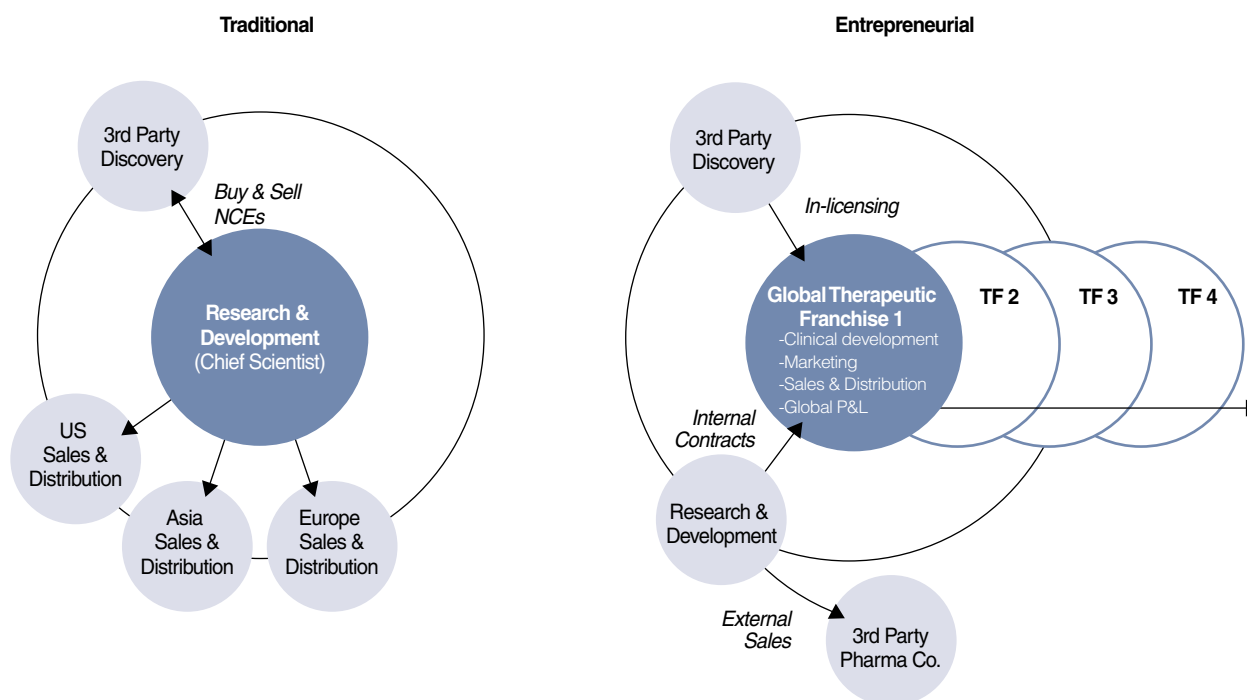 Traditional
3rd Party
Discovery
Buy & Sell
NCEs
Research &
Development
(Chief Scientist)
US
Sales &
Distribution
Asia
Sales &
Distribution
Europe
Sales &
Distribution
Entrepreneurial
3rd Party
Discovery
In-licensing
Global Therapeutic
Franchise 1
-Clinical development
-Marketing
-Sales & Distribution
-Global P&L
TF 2
TF 3
TF 4
Internal
Contracts
Research &
Development
External
Sales
3rd Party
Pharma Co.